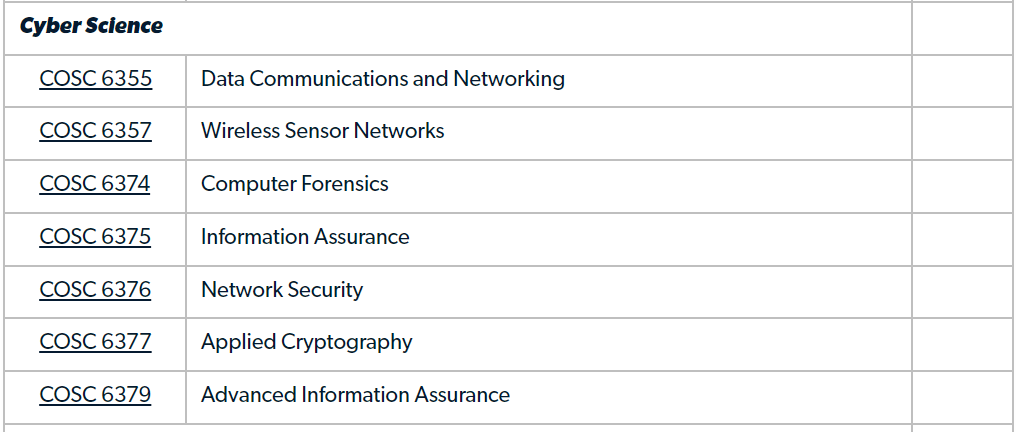 Cyber Science
COSC 6355 Data Communications and Networking
COSC 6357 Wireless Sensor Networks
COSC 6374 Computer Forensics
COSC 6375 Information Assurance
COSC 6376 Network Security
COSC 6377 Applied Cryptography
COSC 6379 Advanced Information Assurance